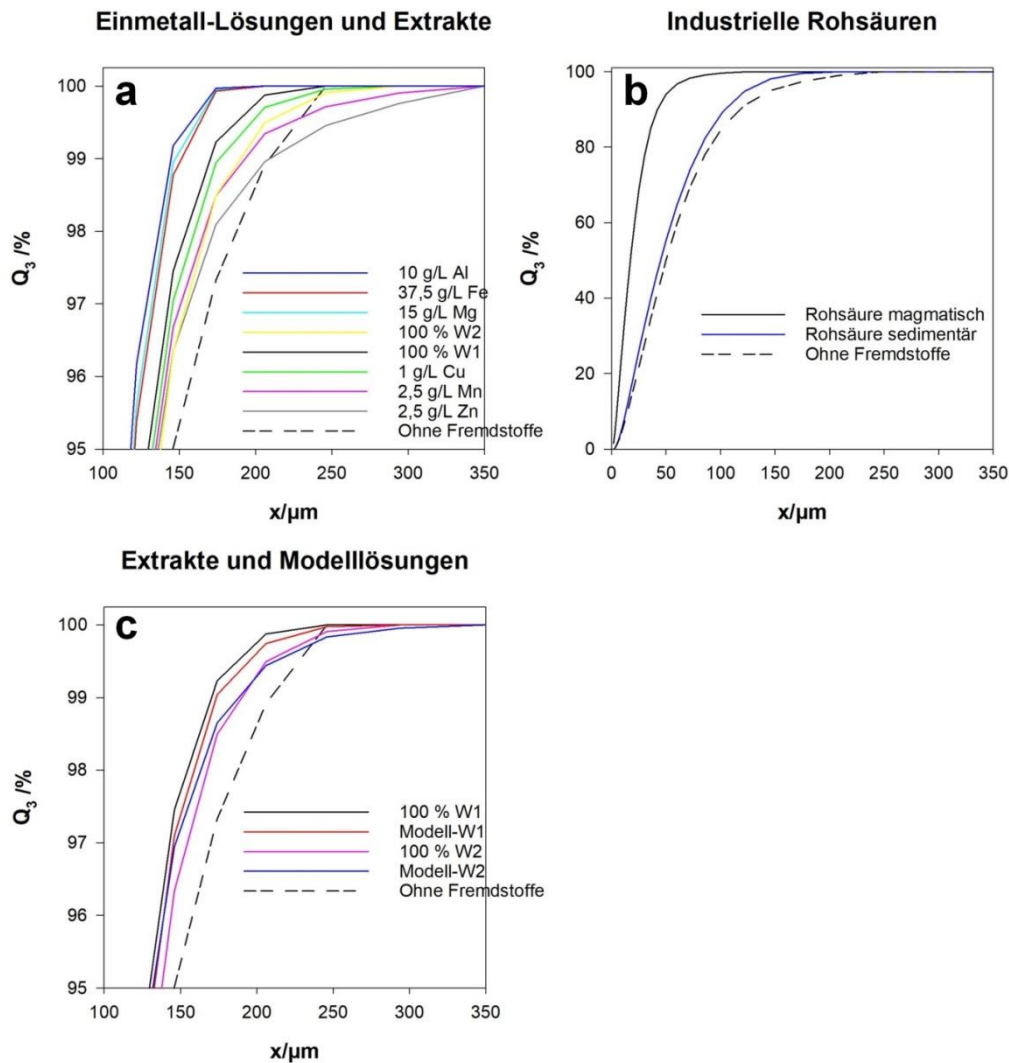 Einmetall-Lösungen und Extrakte
a
100
99
98
97
96
95
Q3 /%
10 g/L Al
37,5 g/L Fe
15 g/L Mg
100 % W2
100 % W1
1 g/L Cu
2,5 g/L Mn
2,5 g/L Zn
Ohne Fremdstoffe
100 150 200 250 300 350
x/µm
Industrielle Rohsäuren
b
100
80
60
40
20
0
Q3 /%
Rohsäure magmatisch
Rohsäure sedimentär
Ohne Fremdstoffe
0 50 100 150 200 250 300 350
x/µm
Extrakte und Modelllösungen
c
100
99
98
97
96
95
Q3 /%
100 % W1
Modell-W1
100 % W2
Modell-W2
Ohne Fremdstoffe
100 150 200 250 300 350
x/µm